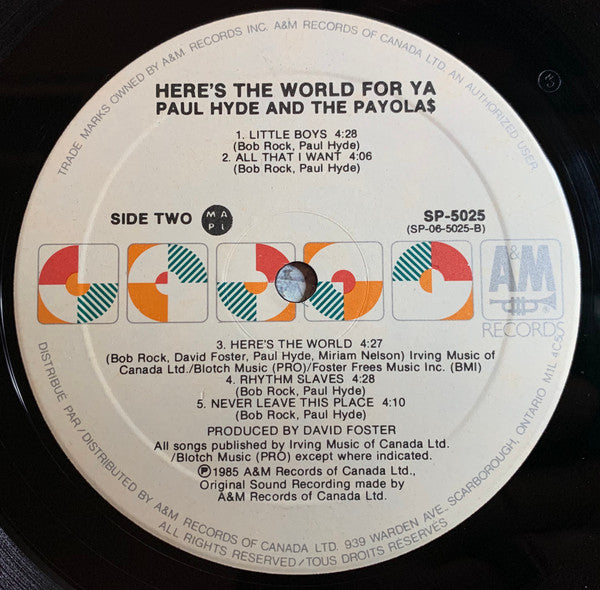 TRADE MARKS OWNED BY A&M RECORDS INC. A&M RECORDS OF CANADA LTD. AN AUTHORIZED USER.
HERE'S THE WORLD FOR YA
PAUL HYDE AND THE PAYOLA$
1. LITTLE BOYS 4:28
(Bob Rock, Paul Hyde)
2. ALL THAT I WANT 4:06
(Bob Rock, Paul Hyde)
SIDE TWO
M A
P L
SP-5025
(SP-06-5025-B)
A&M
RECORDS
3. HERE'S THE WORLD 4:27
(Bob Rock, David Foster, Paul Hyde, Miriam Nelson) Irving Music of
Canada Ltd./Blotch Music (PRO)/Foster Frees Music Inc. (BMI)
4. RHYTHM SLAVES 4:28
(Bob Rock, Paul Hyde)
5. NEVER LEAVE THIS PLACE 4:10
(Bob Rock, Paul Hyde)
PRODUCED BY DAVID FOSTER
All songs published by Irving Music of Canada Ltd.
/Blotch Music (PRO) except where indicated.
Ⓟ1985 A&M Records of Canada Ltd.,
Original Sound Recording made by
A&M Records of Canada Ltd.
DISTRIBUÉ PAR/DISTRIBUTED BY A&M RECORDS OF CANADA LTD. 939 WARDEN AVE. SCARBOROUGH, ONTARIO M1L 4C5
ALL RIGHTS RESERVED/TOUS DROITS RESERVÉS